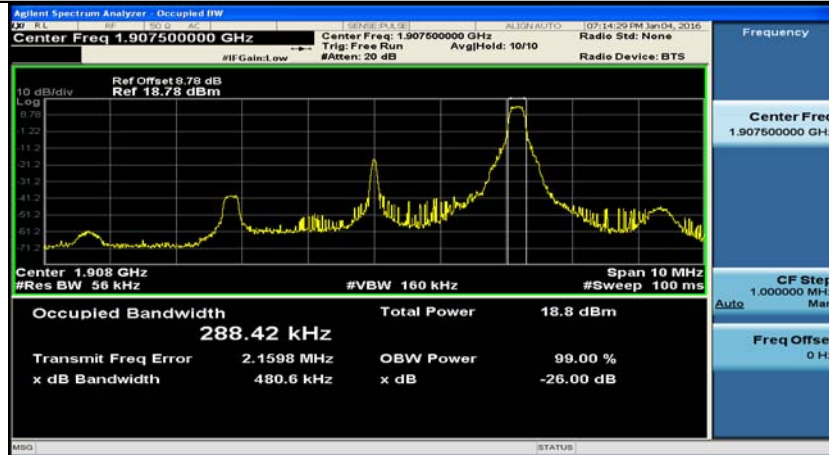 Agilent Spectrum Analyzer - Occupied BW
RL RF 50 Ω AC SENSE:PULSE ALIGN AUTO 07:14:29 PM Jan 04, 2016
Center Freq 1.907500000 GHz
Center Freq: 1.907500000 GHz
Radio Std: None
Trig: Free Run Avg|Hold: 10/10
#IFGain:Low
#Atten: 20 dB
Radio Device: BTS
Ref Offset 8.78 dB
10 dB/div Ref 18.78 dBm
Log
8.78
-1.22
-11.2
-21.2
-31.2
-41.2
-51.2
-61.2
-71.2
Center 1.908 GHz
Span 10 MHz
#Res BW 56 kHz
#VBW 160 kHz
#Sweep 100 ms
Occupied Bandwidth
Total Power 18.8 dBm
288.42 kHz
Transmit Freq Error 2.1598 MHz
OBW Power 99.00 %
x dB Bandwidth 480.6 kHz
x dB -26.00 dB
MSG
STATUS
Frequency
Center Freq
1.907500000 GHz
CF Step
1.000000 MHz
Auto Man
Freq Offset
0 Hz